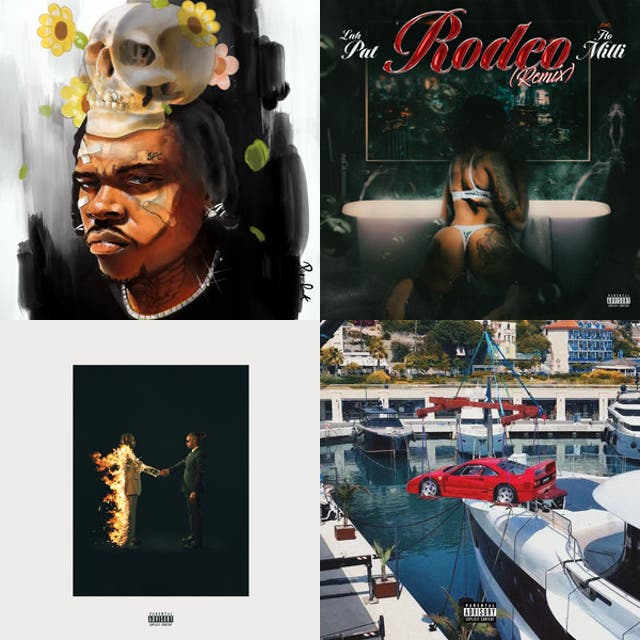 SPC
Lah
Pat
Rodeo
(Remix)
feat.
Flo
Milli
PARENTAL
ADVISORY
EXPLICIT CONTENT
PARENTAL
ADVISORY
EXPLICIT CONTENT
PARENTAL
ADVISORY
EXPLICIT CONTENT